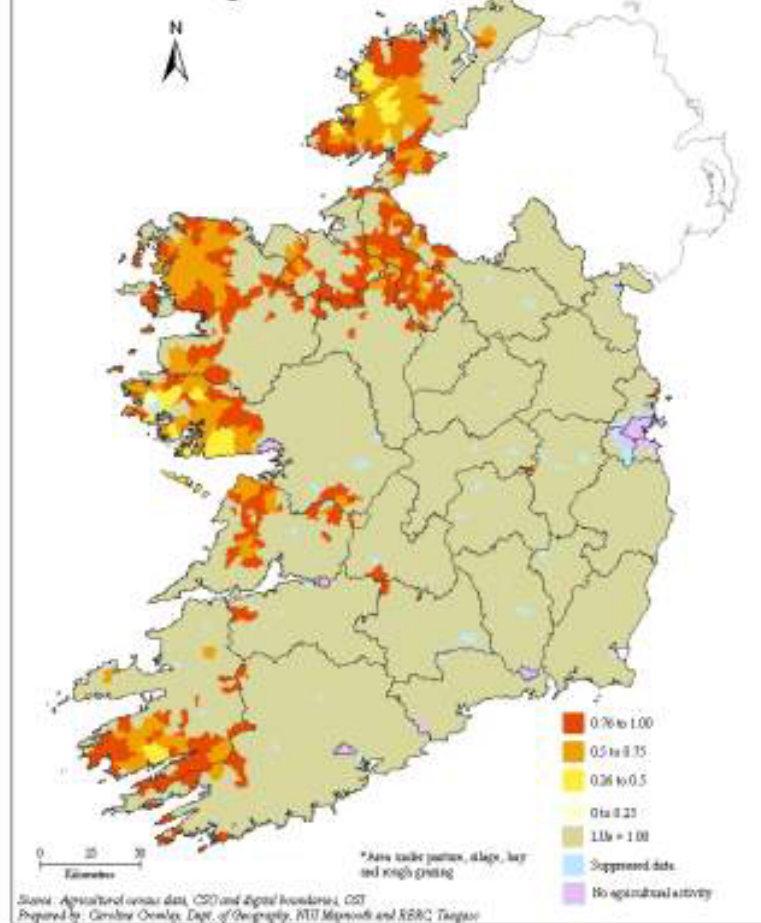 N
0.76 to 1.00
0.5 to 0.75
0.26 to 0.5
0 to 0.25
LUs > 1.00
Suppressed data
No agricultural activity
0
30
Kilometres
*Area under pasture, silage, hay
and rough grazing
Source: Agricultural census data, CSO and digital boundaries, OSI
Prepared by: Caroline Crowley, Dept. of Geography, NUI Maynooth and RERC, Teagasc